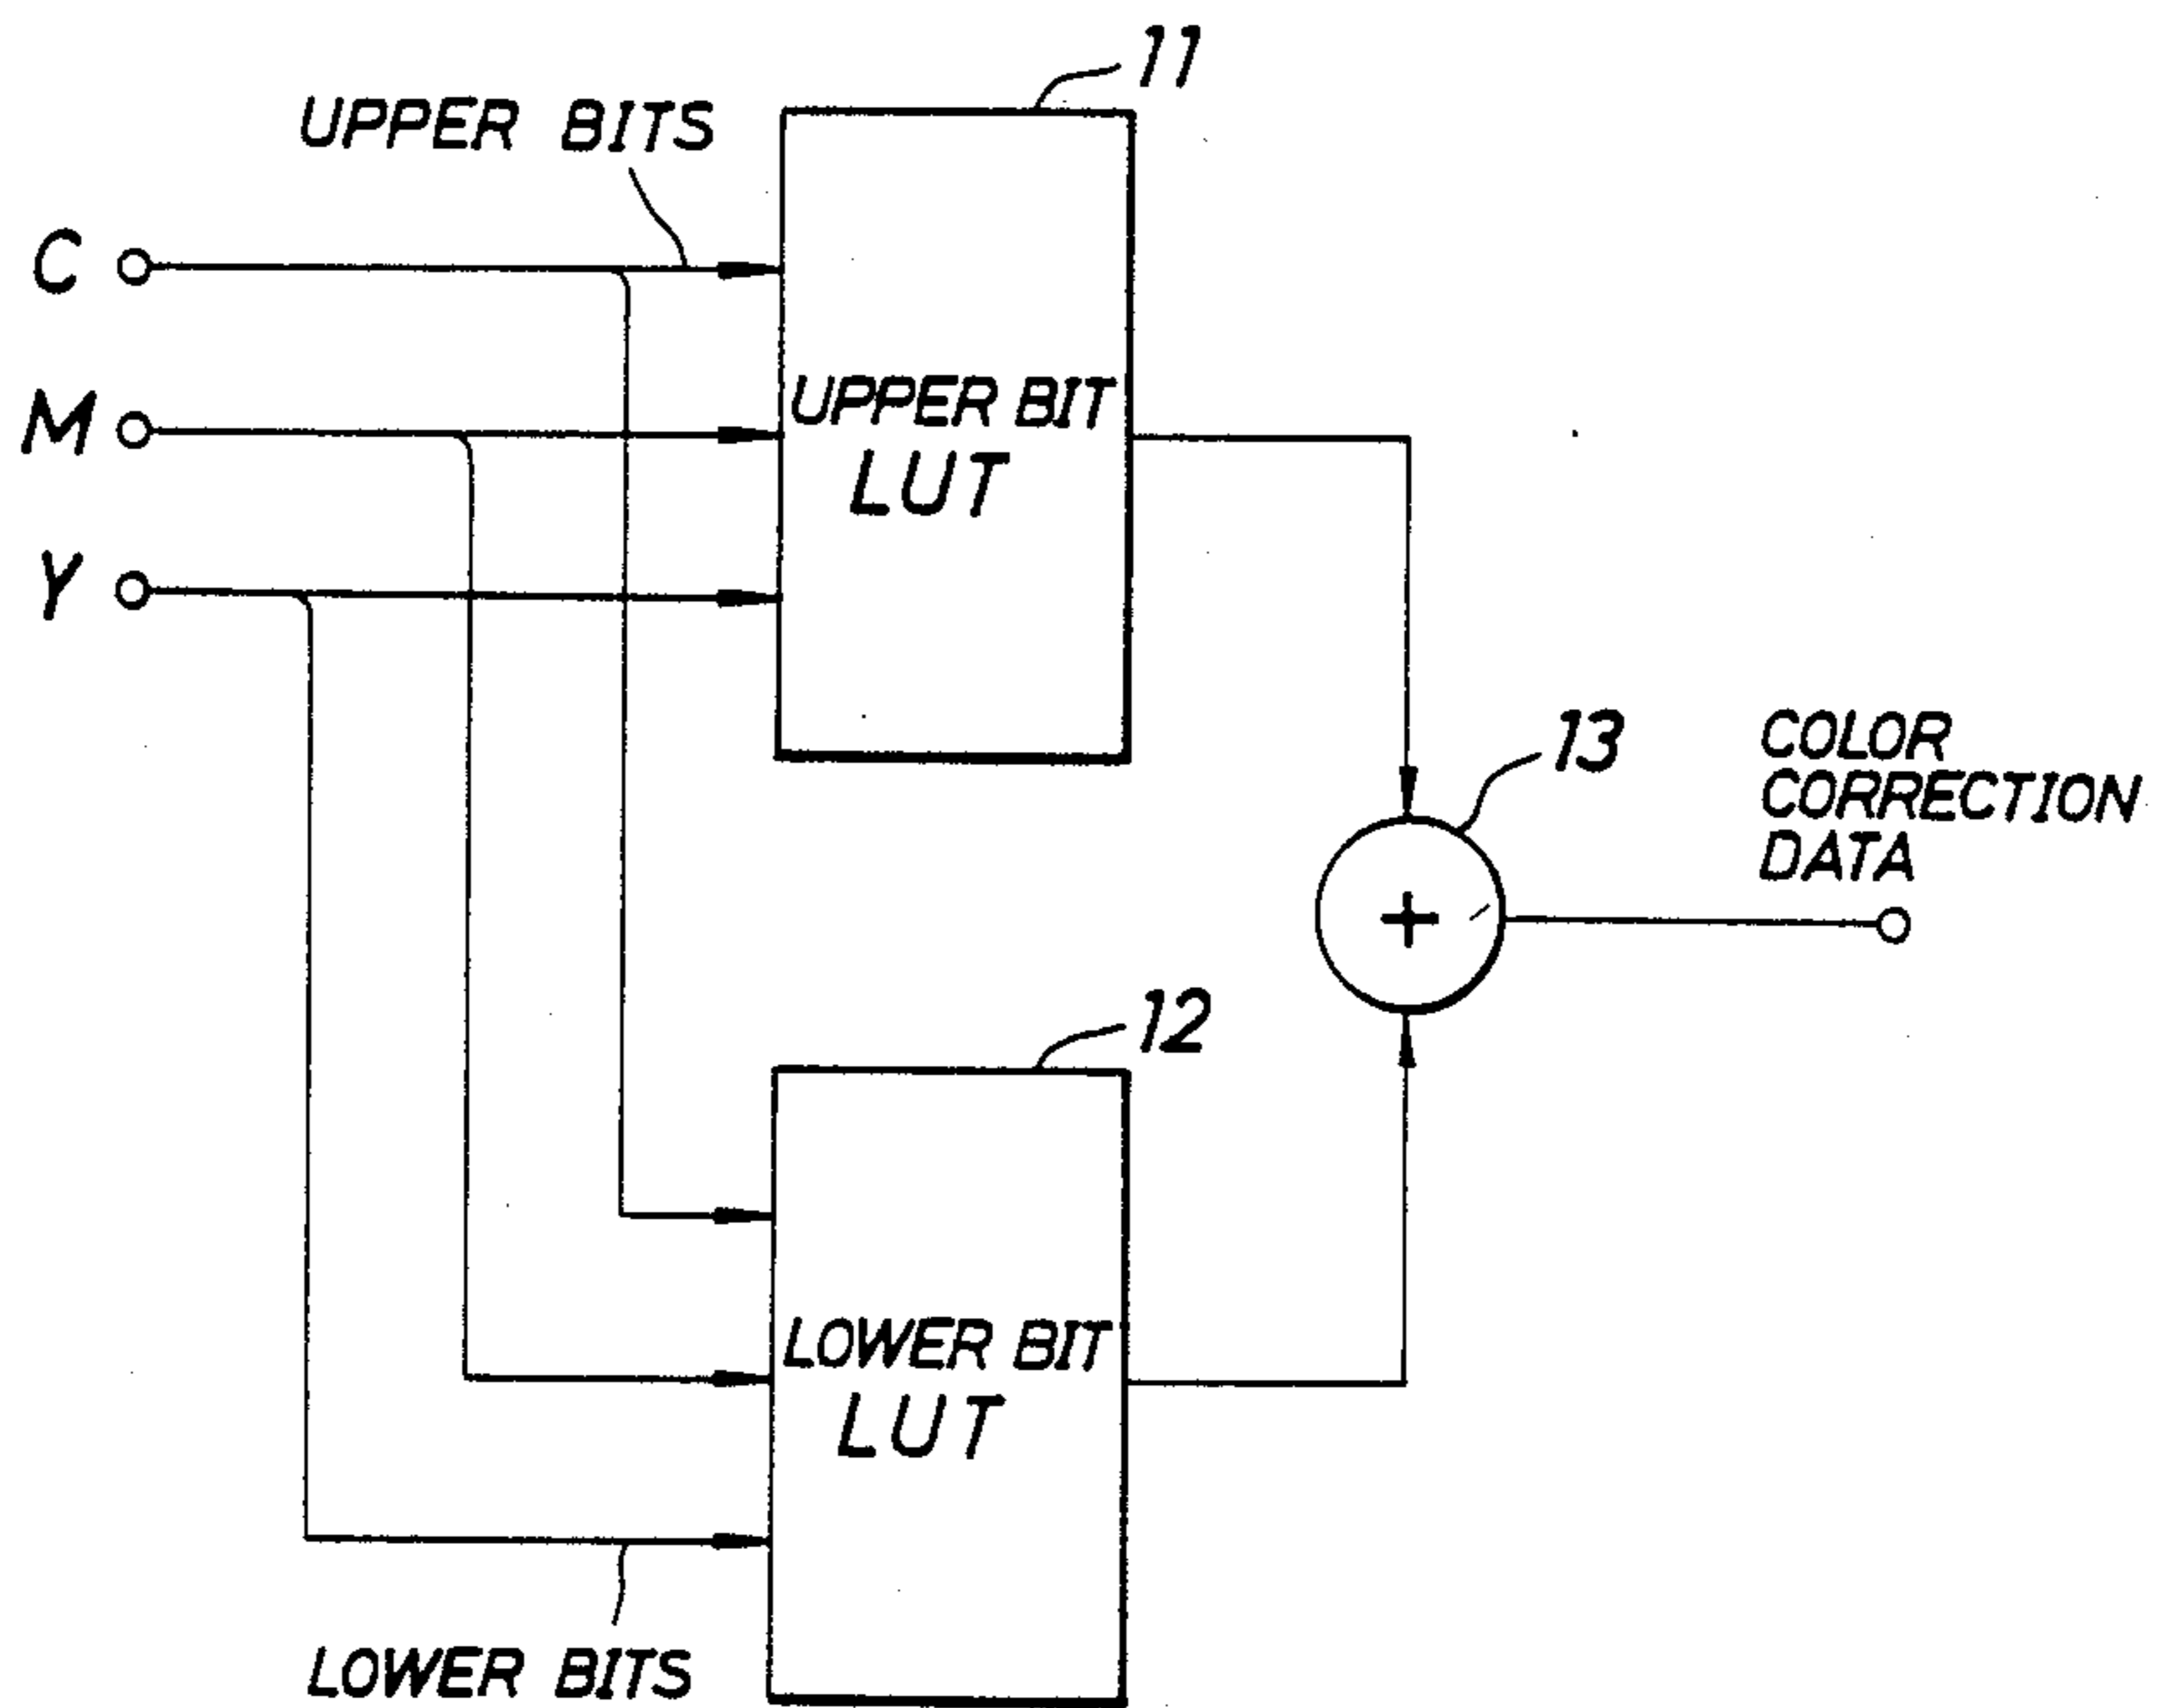 11
UPPER BITS
C
M
Y
UPPER BIT
LUT
13
COLOR
CORRECTION
DATA
+
12
LOWER BIT
LUT
LOWER BITS